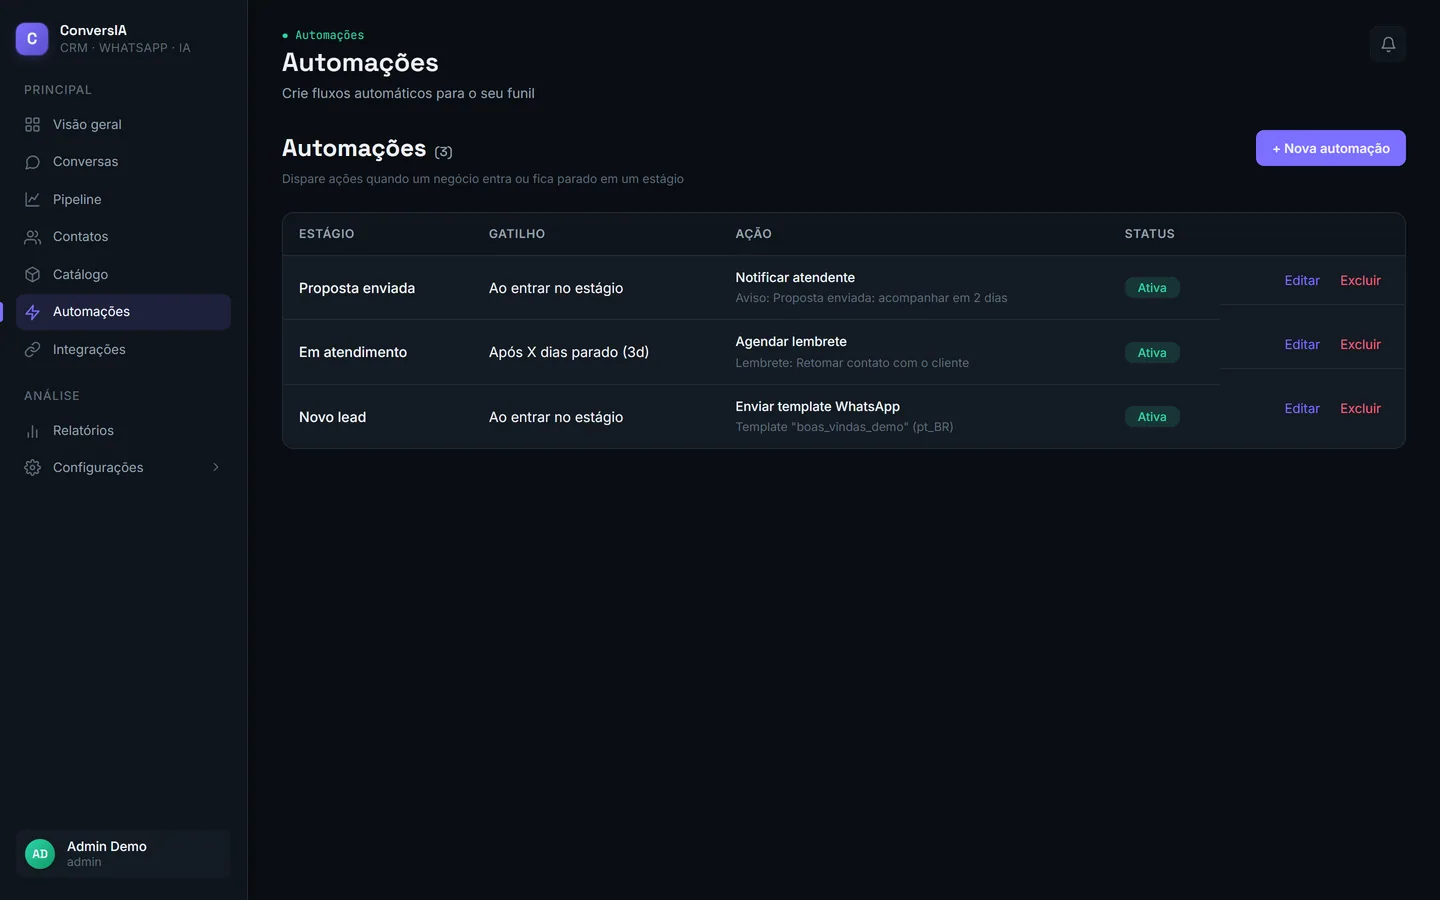 C
ConversIA
CRM · WHATSAPP · IA
PRINCIPAL
Visão geral
Conversas
Pipeline
Contatos
Catálogo
Automações
Integrações
ANÁLISE
Relatórios
Configurações
AD
Admin Demo
admin
• Automações
Automações
Crie fluxos automáticos para o seu funil
Automações (3)
+ Nova automação
Dispare ações quando um negócio entra ou fica parado em um estágio
ESTÁGIO GATILHO AÇÃO STATUS
Proposta enviada Ao entrar no estágio Notificar atendente Ativa Editar Excluir
Aviso: Proposta enviada: acompanhar em 2 dias
Em atendimento Após X dias parado (3d) Agendar lembrete Ativa Editar Excluir
Lembrete: Retomar contato com o cliente
Novo lead Ao entrar no estágio Enviar template WhatsApp Ativa Editar Excluir
Template "boas_vindas_demo" (pt_BR)